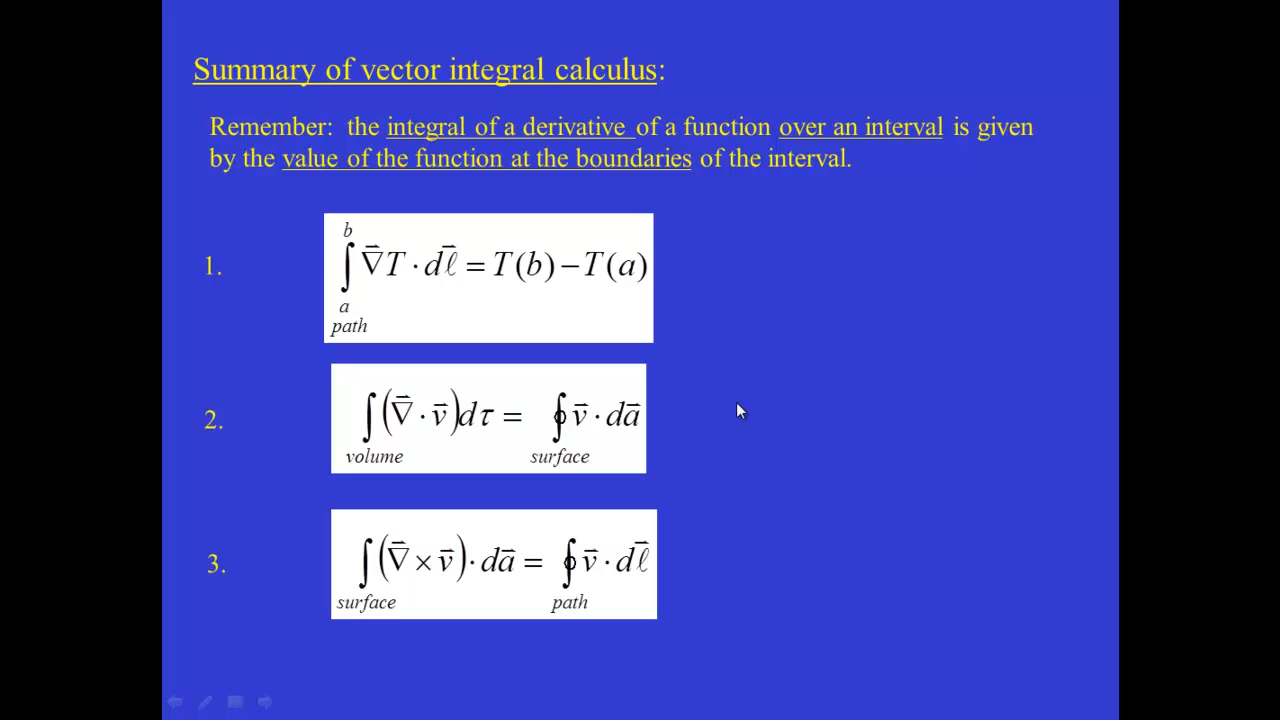 Summary of vector integral calculus:
Remember: the integral of a derivative of a function over an interval is given
by the value of the function at the boundaries of the interval.
1.
b
∫ ∇⃗T · dℓ⃗ = T(b) − T(a)
a
path
2.
∫ (∇⃗ · v⃗)dτ = ∮ v⃗ · da⃗
volume surface
3.
∫ (∇⃗ × v⃗) · da⃗ = ∮ v⃗ · dℓ⃗
surface path